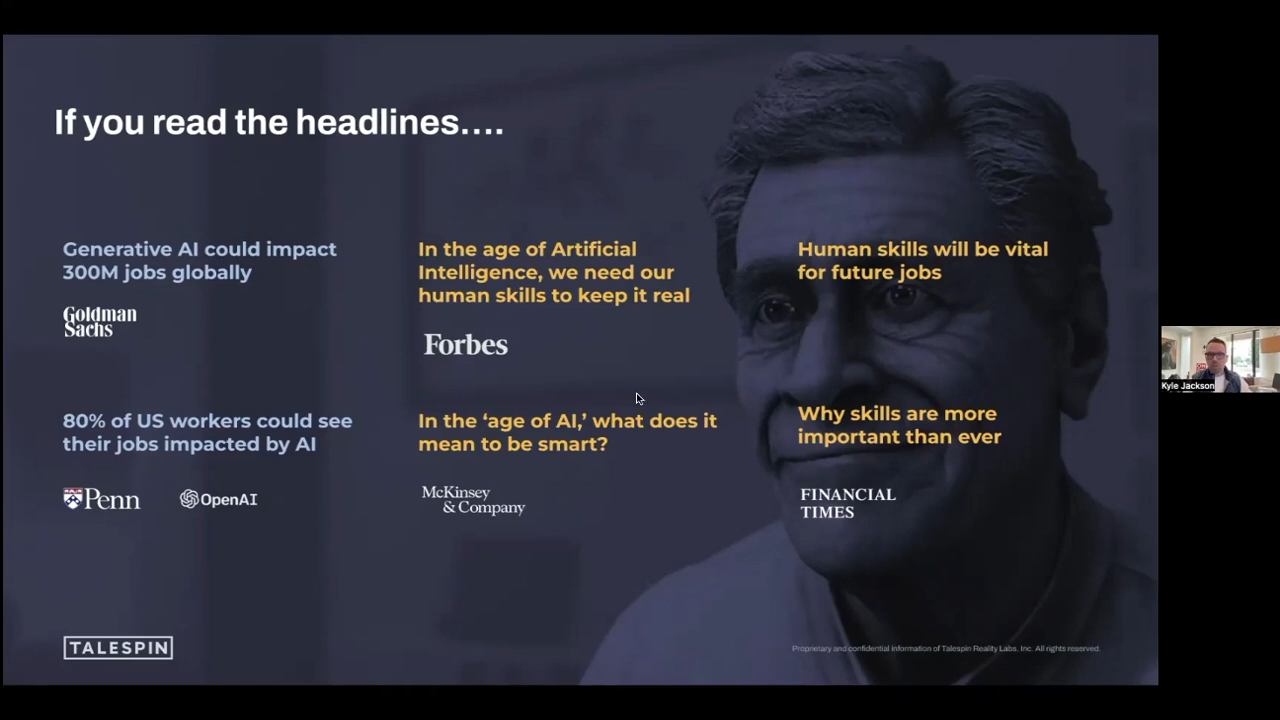 If you read the headlines....
Generative AI could impact
300M jobs globally
Goldman
Sachs
In the age of Artificial
Intelligence, we need our
human skills to keep it real
Forbes
Human skills will be vital
for future jobs
80% of US workers could see
their jobs impacted by AI
Penn
OpenAI
In the ‘age of AI,’ what does it
mean to be smart?
McKinsey
& Company
Why skills are more
important than ever
FINANCIAL
TIMES
TALESPIN
Proprietary and confidential information of Talespin Reality Labs, Inc. All rights reserved.
Kyle Jackson